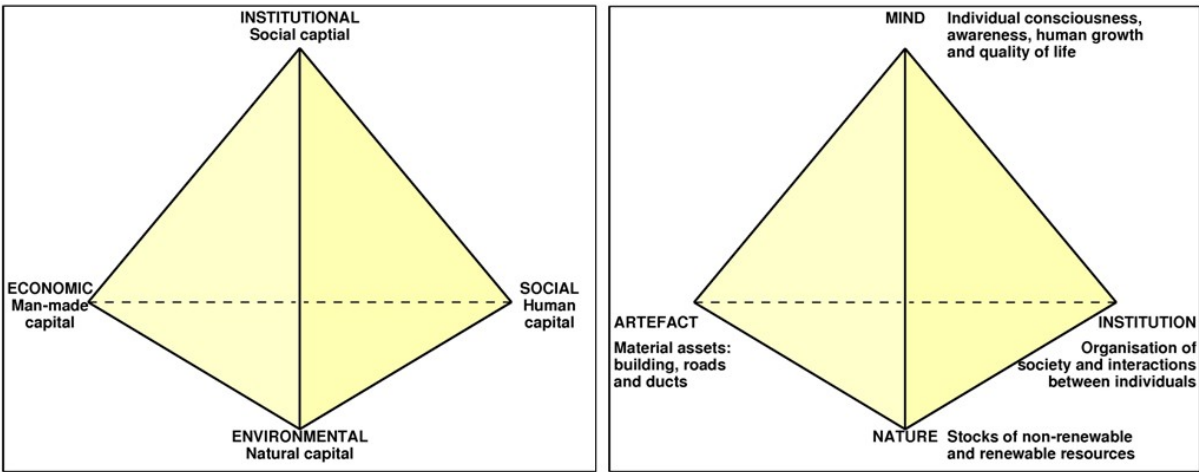 INSTITUTIONAL
Social captial
ECONOMIC
Man-made
capital
SOCIAL
Human
capital
ENVIRONMENTAL
Natural capital
MIND
Individual consciousness,
awareness, human growth
and quality of life
ARTEFACT
Material assets:
building, roads
and ducts
INSTITUTION
Organisation of
society and interactions
between individuals
NATURE
Stocks of non-renewable
and renewable resources